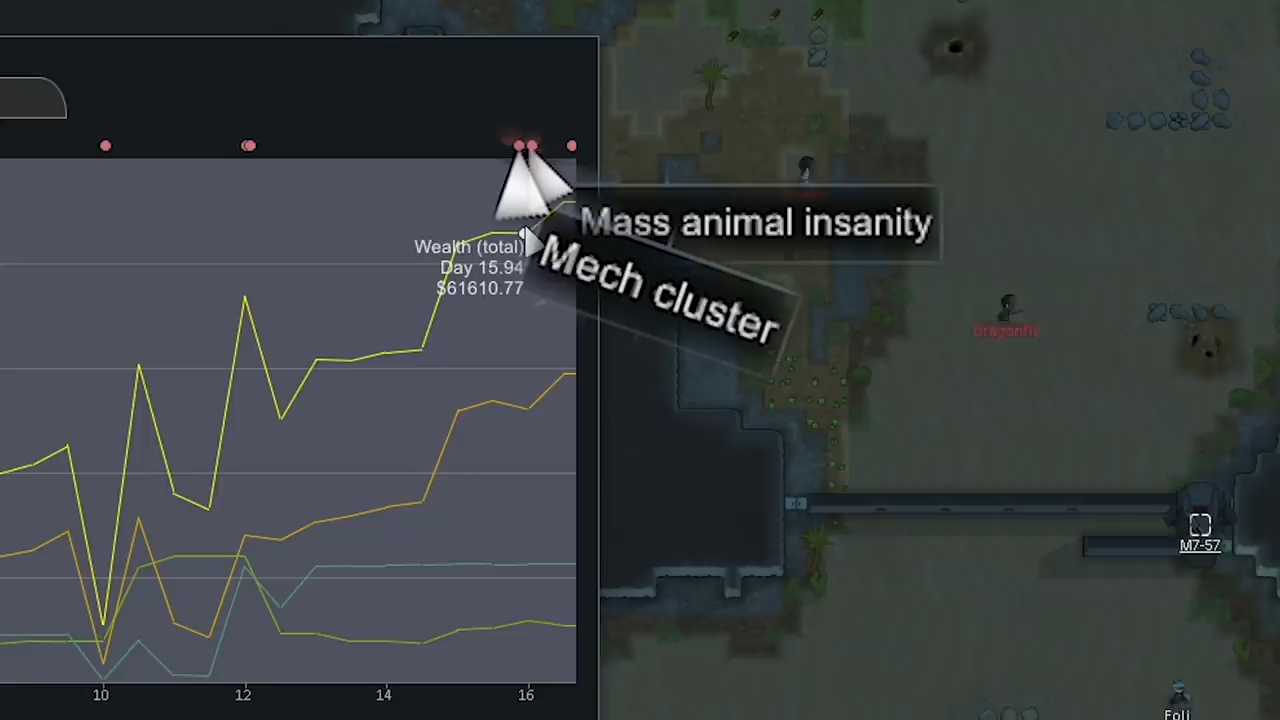 Mass animal insanity
Mech cluster
Wealth (total)
Day 15.94
$61610.77
Dragonfly
M7-57
10
12
14
16
Foli